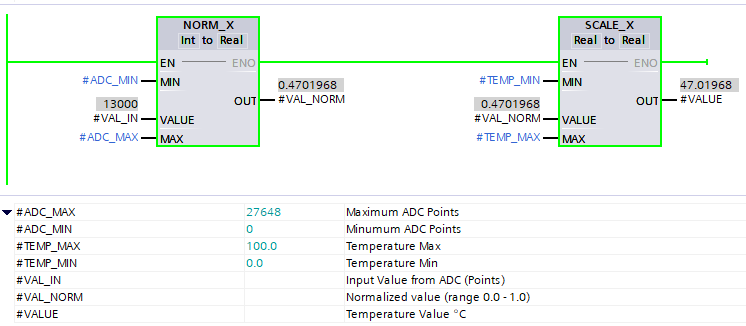 NORM_X
Int to Real
EN ENO
#ADC_MIN MIN
0.4701968
13000
OUT #VAL_NORM
#VAL_IN VALUE
#ADC_MAX MAX
SCALE_X
Real to Real
EN ENO
#TEMP_MIN MIN
47.01968
0.4701968
OUT #VALUE
#VAL_NORM VALUE
#TEMP_MAX MAX
#ADC_MAX 27648 Maximum ADC Points
#ADC_MIN 0 Minumum ADC Points
#TEMP_MAX 100.0 Temperature Max
#TEMP_MIN 0.0 Temperature Min
#VAL_IN Input Value from ADC (Points)
#VAL_NORM Normalized value (range 0.0 - 1.0)
#VALUE Temperature Value °C